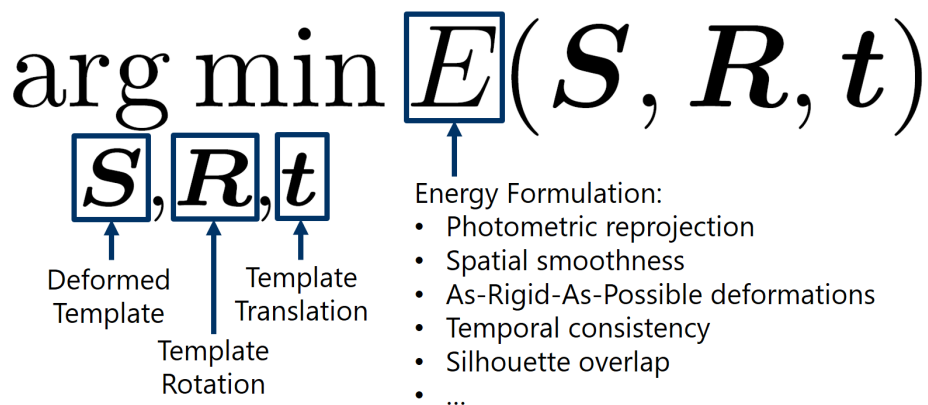 arg min E(S, R, t)
S, R, t
Energy Formulation:
• Photometric reprojection
• Spatial smoothness
• As-Rigid-As-Possible deformations
• Temporal consistency
• Silhouette overlap
• ...
Deformed
Template
Template
Rotation
Template
Translation